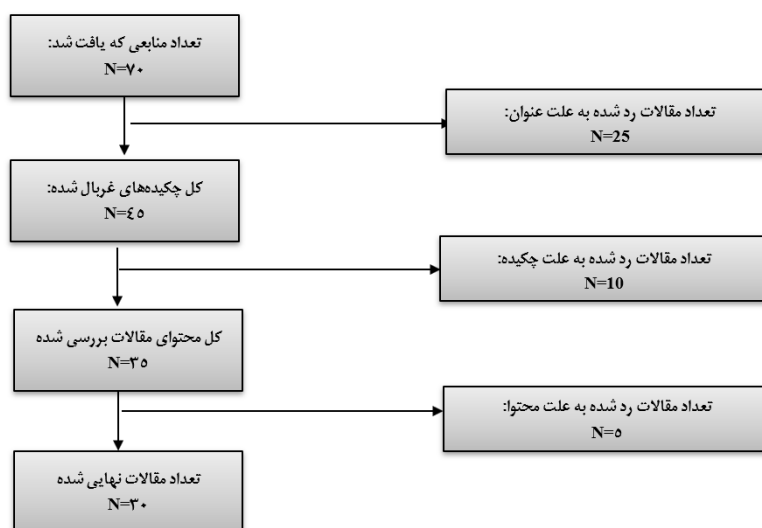 تعداد منابعی که یافت شد:
N=۷۰
تعداد مقالات رد شده به علت عنوان:
N=25
کل چکیده‌های غربال شده:
N=٤٥
تعداد مقالات رد شده به علت چکیده:
N=10
کل محتوای مقالات بررسی شده
N=۳٥
تعداد مقالات رد شده به علت محتوا:
N=٥
تعداد مقالات نهایی شده
N=۳۰